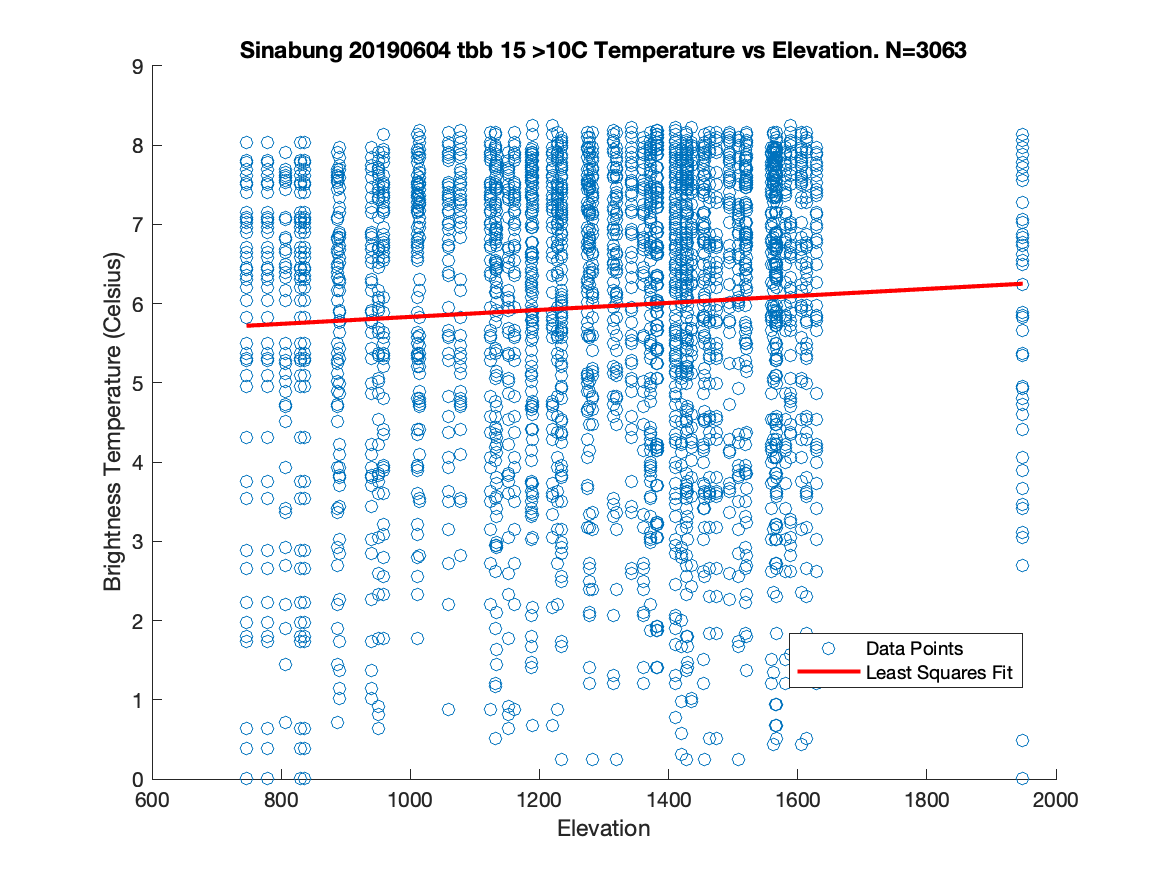 Sinabung 20190604 tbb 15 >10C Temperature vs Elevation. N=3063
9
8
7
6
5
4
3
2
1
0
Brightness Temperature (Celsius)
Data Points
Least Squares Fit
600 800 1000 1200 1400 1600 1800 2000
Elevation